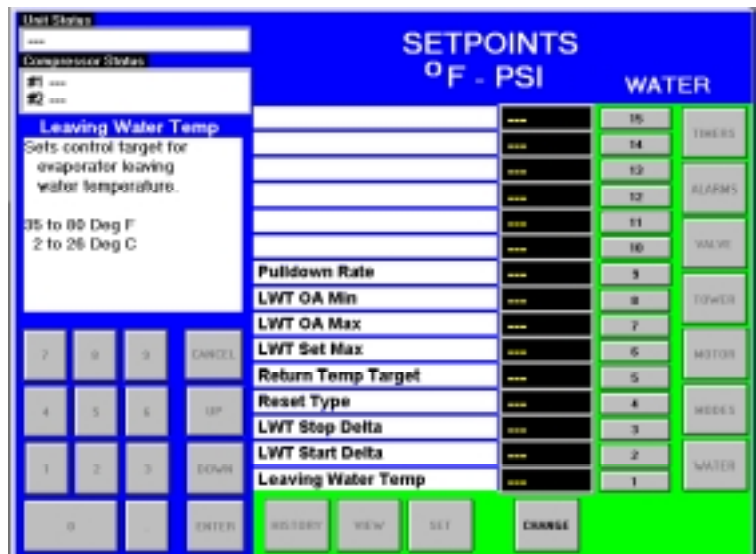 Unit Status
---
Compressor Status
#1 ---
#2 ---
Leaving Water Temp
Sets control target for
evaporator leaving
water temperature.
35 to 80 Deg F
2 to 26 Deg C
7 8 9 CANCEL
4 5 6 UP
1 2 3 DOWN
0 . ENTER
SETPOINTS
°F - PSI
WATER
--- 15
--- 14
--- 13
--- 12
--- 11
--- 10
Pulldown Rate --- 9
LWT OA Min --- 8
LWT OA Max --- 7
LWT Set Max --- 6
Return Temp Target --- 5
Reset Type --- 4
LWT Stop Delta --- 3
LWT Start Delta --- 2
Leaving Water Temp --- 1
TIMERS
ALARMS
VALVE
TOWER
MOTOR
MODES
WATER
HISTORY VIEW SET CHANGE